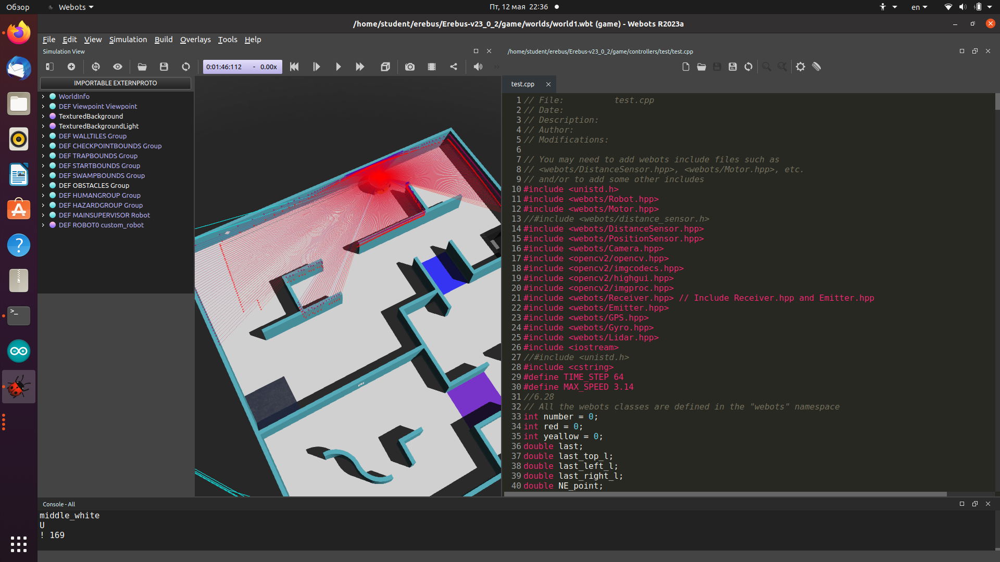 Обзор
Webots
Пт, 12 мая 22:36
en
/home/student/erebus/Erebus-v23_0_2/game/worlds/world1.wbt (game) - Webots R2023a
File Edit View Simulation Build Overlays Tools Help
Simulation View
0:01:46:112 - 0.00x
IMPORTABLE EXTERNPROTO
WorldInfo
DEF Viewpoint Viewpoint
TexturedBackground
TexturedBackgroundLight
DEF WALLTILES Group
DEF CHECKPOINTBOUNDS Group
DEF TRAPBOUNDS Group
DEF STARTBOUNDS Group
DEF SWAMPBOUNDS Group
DEF OBSTACLES Group
DEF HUMANGROUP Group
DEF HAZARDGROUP Group
DEF MAINSUPERVISOR Robot
DEF ROBOT0 custom_robot
/home/student/erebus/Erebus-v23_0_2/game/controllers/test/test.cpp
test.cpp
1 // File: test.cpp
2 // Date:
3 // Description:
4 // Author:
5 // Modifications:
6
7 // You may need to add webots include files such as
8 // <webots/DistanceSensor.hpp>, <webots/Motor.hpp>, etc.
9 // and/or to add some other includes
10 #include <unistd.h>
11 #include <webots/Robot.hpp>
12 #include <webots/Motor.hpp>
13 //#include <webots/distance_sensor.h>
14 #include <webots/DistanceSensor.hpp>
15 #include <webots/PositionSensor.hpp>
16 #include <webots/Camera.hpp>
17 #include <opencv2/opencv.hpp>
18 #include <opencv2/imgcodecs.hpp>
19 #include <opencv2/highgui.hpp>
20 #include <opencv2/imgproc.hpp>
21 #include <webots/Receiver.hpp> // Include Receiver.hpp and Emitter.hpp
22 #include <webots/Emitter.hpp>
23 #include <webots/GPS.hpp>
24 #include <webots/Gyro.hpp>
25 #include <webots/Lidar.hpp>
26 #include <iostream>
27 //#include <unistd.h>
28 #include <cstring>
29 #define TIME_STEP 64
30 #define MAX_SPEED 3.14
31 //6.28
32 // All the webots classes are defined in the "webots" namespace
33 int number = 0;
34 int red = 0;
35 int yeallow = 0;
36 double last;
37 double last_top_l;
38 double last_left_l;
39 double last_right_l;
40 double NE_point;
Console - All
middle_white
U
! 169